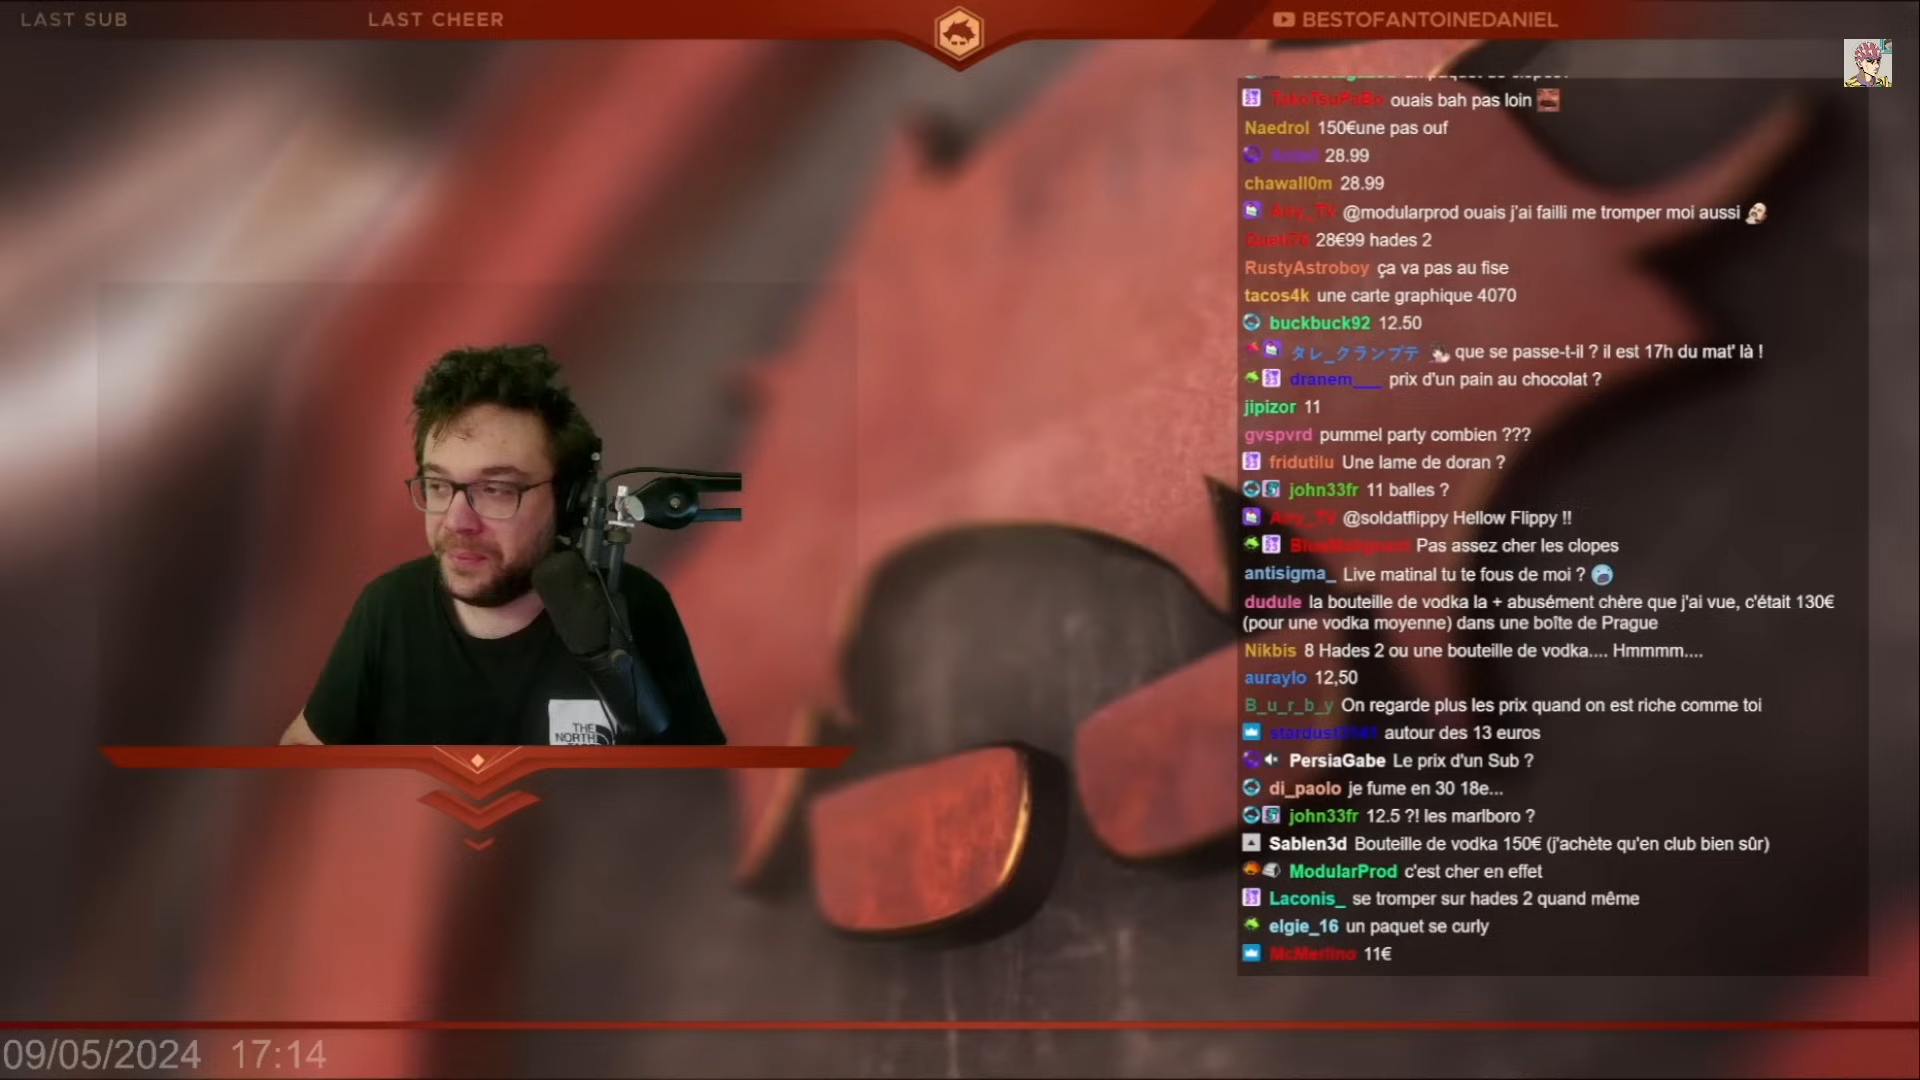 LAST SUB
LAST CHEER
BESTOFANTOINEDANIEL
TakoTsuPaBo ouais bah pas loin
Naedrol 150€une pas ouf
28.99
chawall0m 28.99
@modularprod ouais j'ai failli me tromper moi aussi
28€99 hades 2
RustyAstroboy ça va pas au fise
tacos4k une carte graphique 4070
buckbuck92 12.50
タレ_クランプテ que se passe-t-il ? il est 17h du mat' là !
dranem___ prix d'un pain au chocolat ?
jipizor 11
gvspvrd pummel party combien ???
fridutilu Une lame de doran ?
john33fr 11 balles ?
@soldatflippy Hellow Flippy !!
Pas assez cher les clopes
antisigma_ Live matinal tu te fous de moi ?
dudule la bouteille de vodka la + abusément chère que j'ai vue, c'était 130€
(pour une vodka moyenne) dans une boîte de Prague
Nikbis 8 Hades 2 ou une bouteille de vodka.... Hmmmm....
auraylo 12,50
B_u_r_b_y On regarde plus les prix quand on est riche comme toi
autour des 13 euros
PersiaGabe Le prix d'un Sub ?
di_paolo je fume en 30 18e...
john33fr 12.5 ?! les marlboro ?
Sablen3d Bouteille de vodka 150€ (j'achète qu'en club bien sûr)
ModularProd c'est cher en effet
Laconis_ se tromper sur hades 2 quand même
elgie_16 un paquet se curly
McMerlino 11€
THE
NORTH
09/05/2024 17:14